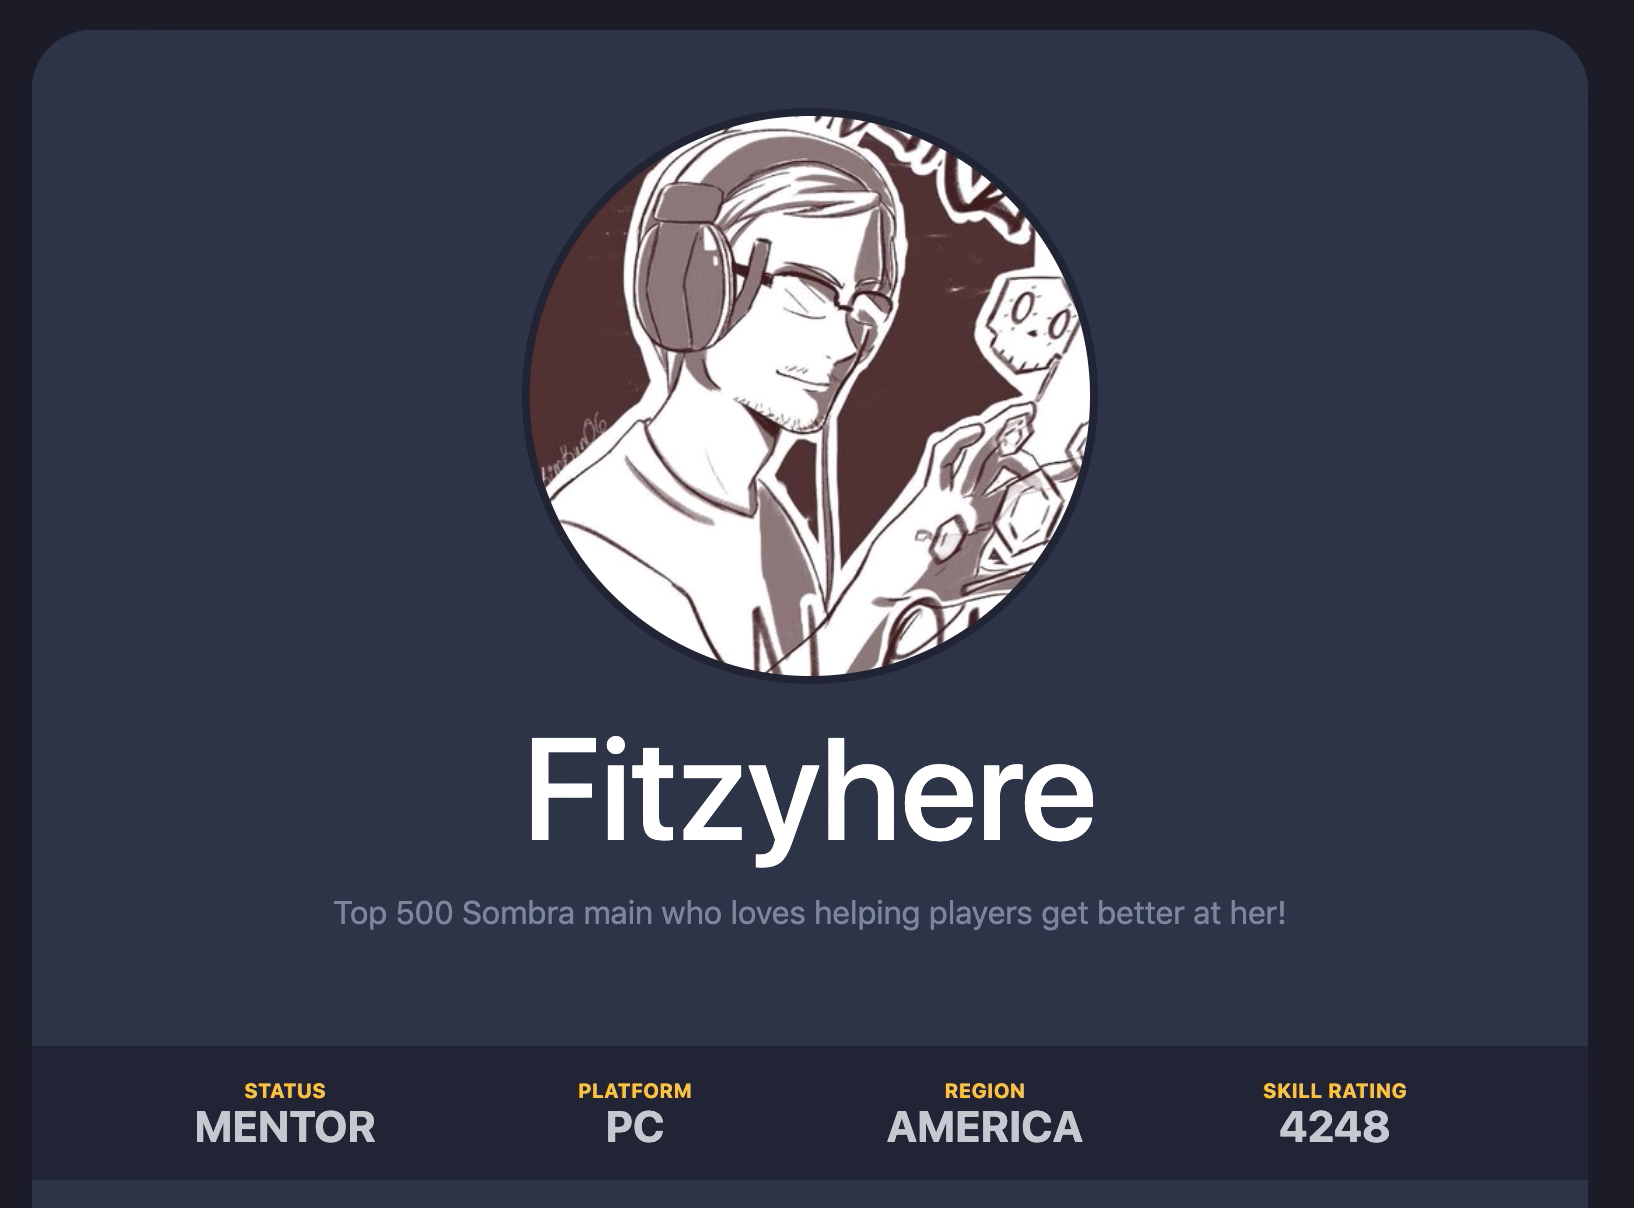 Fitzyhere
Top 500 Sombra main who loves helping players get better at her!
STATUS
MENTOR
PLATFORM
PC
REGION
AMERICA
SKILL RATING
4248